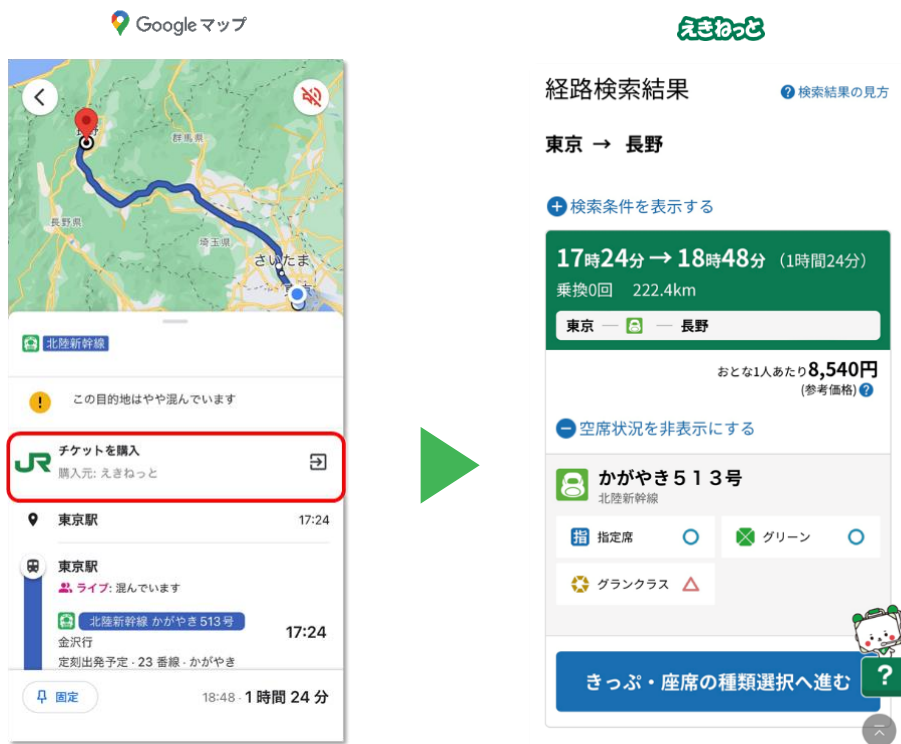 Google マップ
群馬県
長野県
埼玉県
さいたま
北陸新幹線
!
この目的地はやや混んでいます
JR
チケットを購入
購入元: えきねっと
東京駅
17:24
東京駅
ライブ: 混んでいます
北陸新幹線 かがやき513号
17:24
金沢行
定刻出発予定 · 23 番線 · かがやき
固定
18:48 · 1 時間 24 分
えきねっと
経路検索結果
? 検索結果の見方
東京 → 長野
検索条件を表示する
17時24分 → 18時48分 (1時間24分)
乗換0回 222.4km
東京 — — 長野
おとな1人あたり8,540円
(参考価格) ?
空席状況を非表示にする
かがやき513号
北陸新幹線
指 指定席 ○
グリーン ○
グランクラス △
きっぷ・座席の種類選択へ進む
?